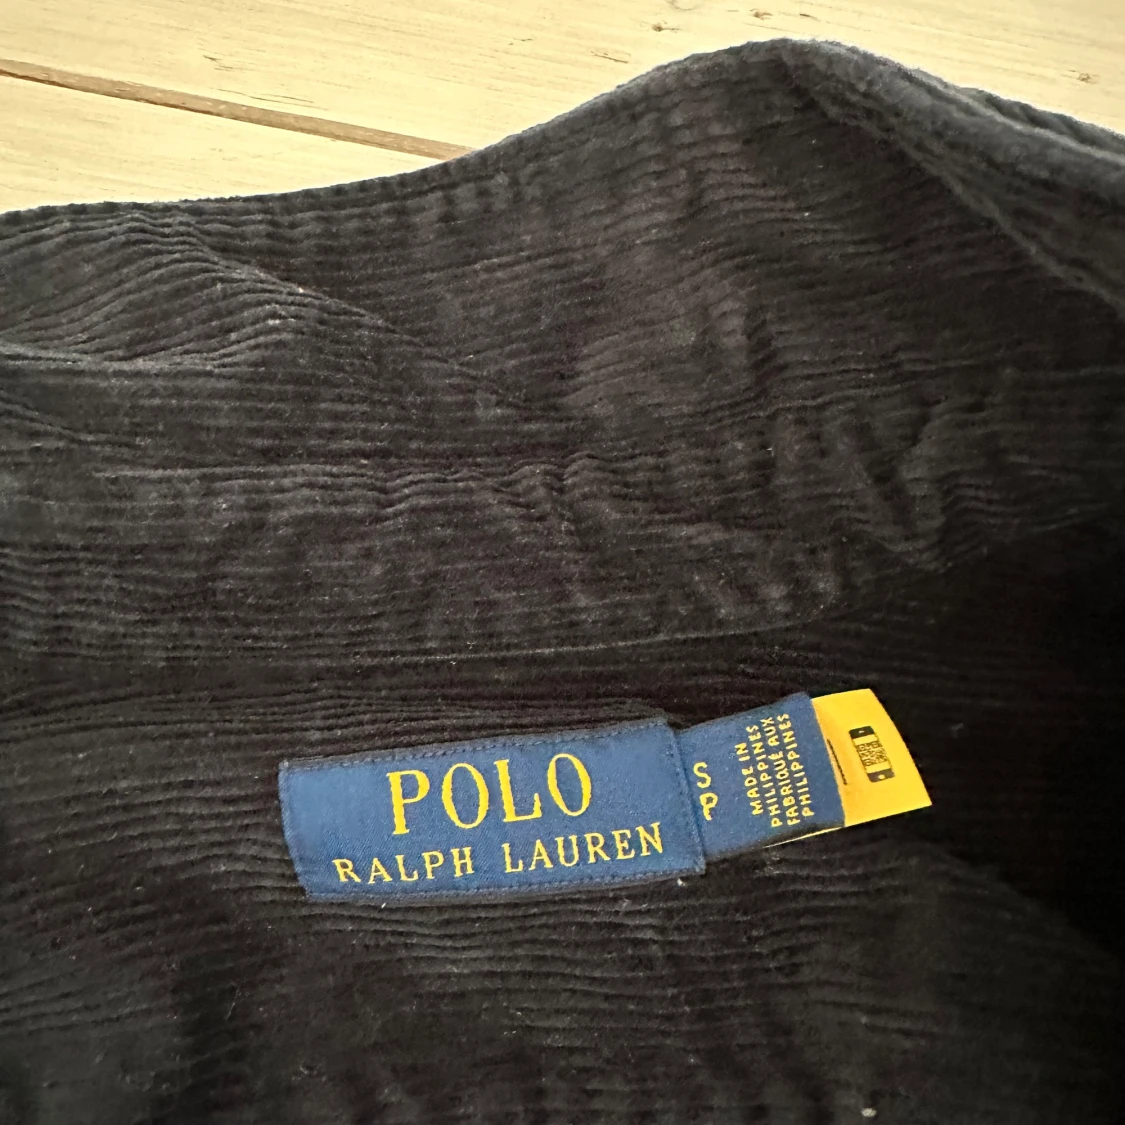 POLO
RALPH LAUREN
S
P
MADE IN
PHILIPPINES
FABRIQUÉ AUX
PHILIPPINES